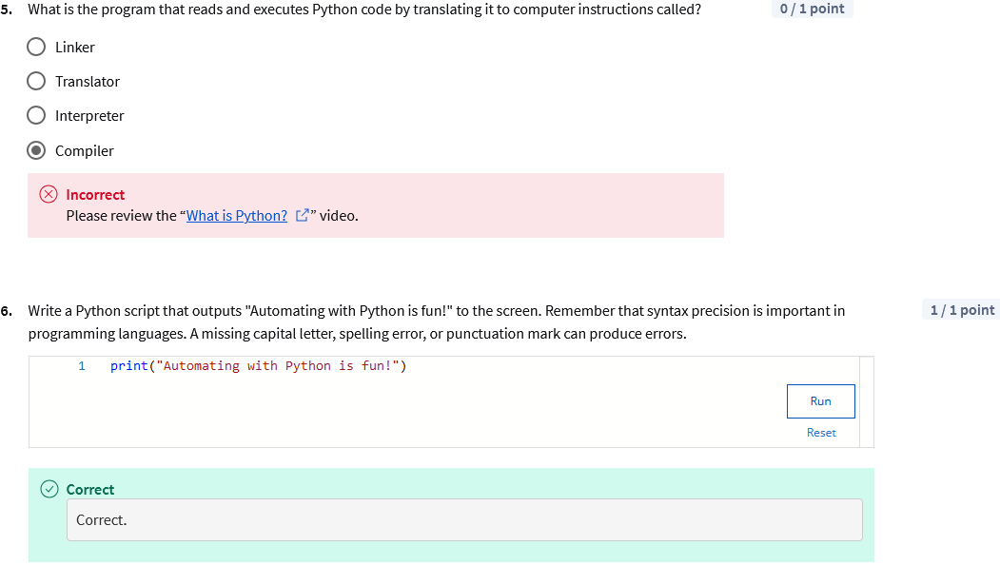 5. What is the program that reads and executes Python code by translating it to computer instructions called?
0 / 1 point
Linker
Translator
Interpreter
Compiler
Incorrect
Please review the “What is Python? ” video.
6. Write a Python script that outputs "Automating with Python is fun!" to the screen. Remember that syntax precision is important in
1 / 1 point
programming languages. A missing capital letter, spelling error, or punctuation mark can produce errors.
1 print("Automating with Python is fun!")
Run
Reset
Correct
Correct.